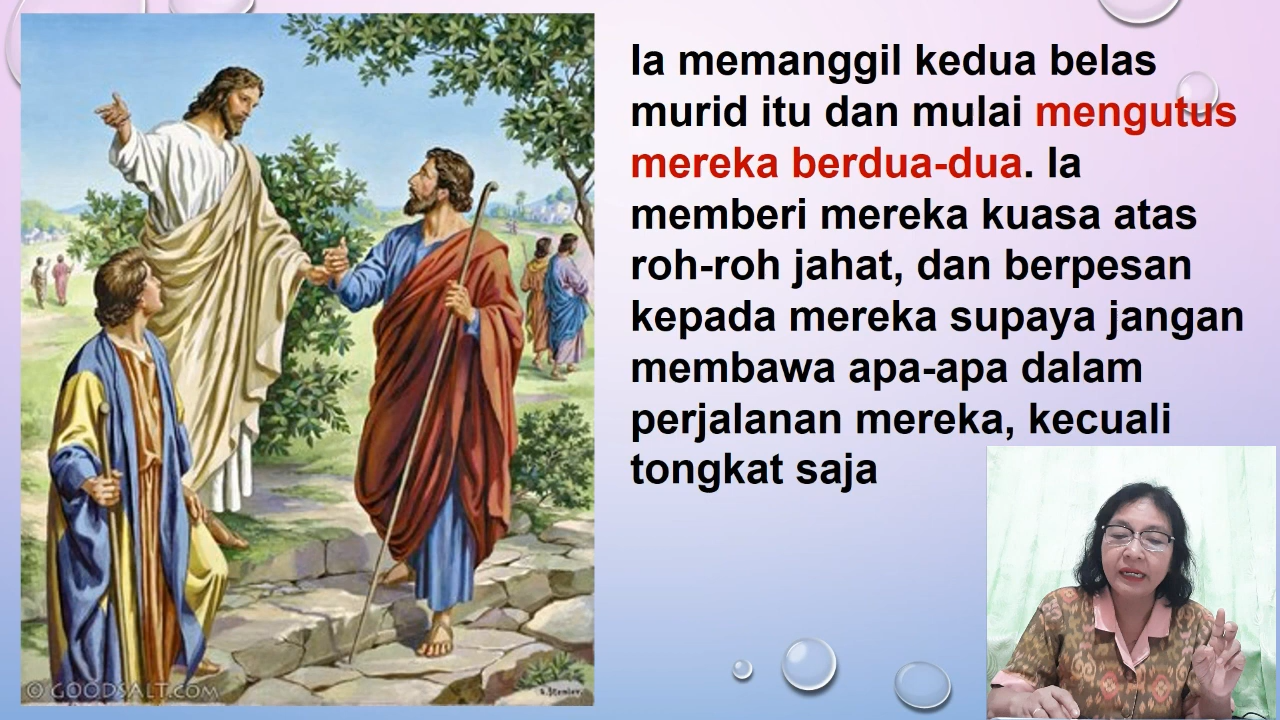 Ia memanggil kedua belas
murid itu dan mulai mengutus
mereka berdua-dua. Ia
memberi mereka kuasa atas
roh-roh jahat, dan berpesan
kepada mereka supaya jangan
membawa apa-apa dalam
perjalanan mereka, kecuali
tongkat saja
© GOODSALT.COM